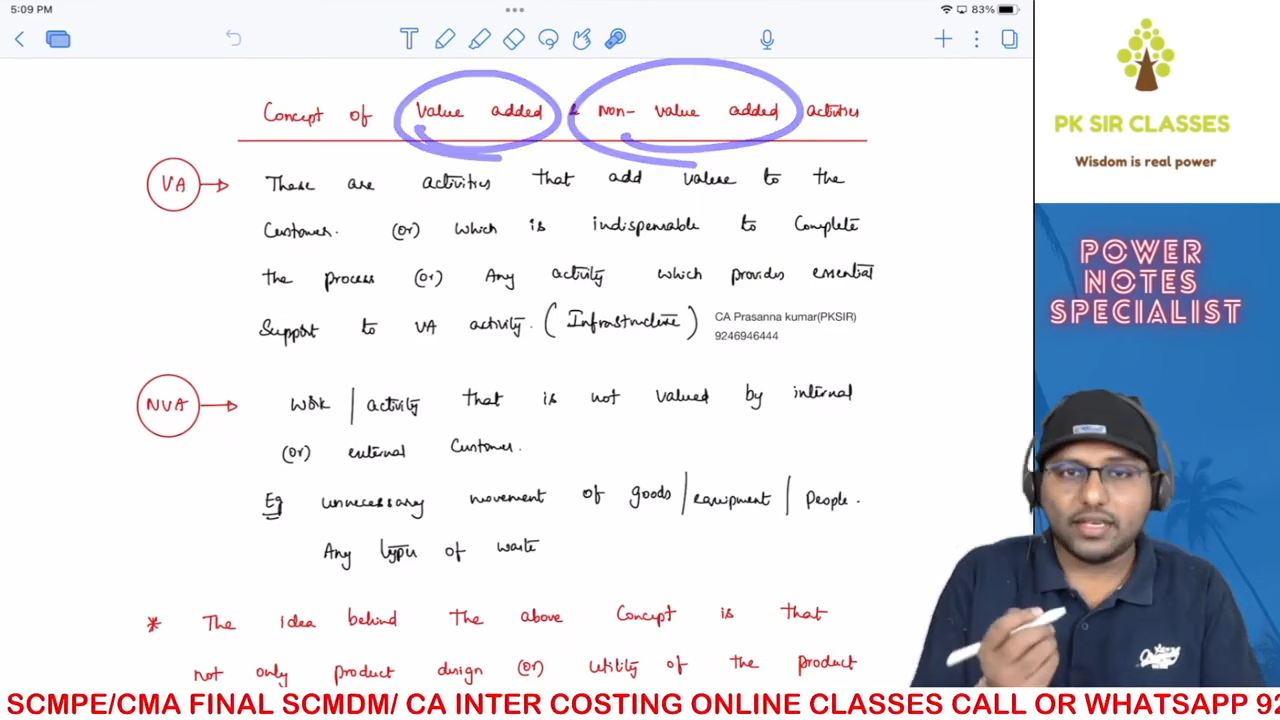 5:09 PM
83%
Concept of Value added & Non-value added activities
VA → These are activities that add value to the
Customer. (or) which is indispensable to Complete
the process (or) Any activity which provides essential
Support to VA activity. (Infrastructure)
CA Prasanna kumar(PKSIR)
9246946444
NVA → Work | activity that is not valued by internal
(or) external Customer.
Eg unnecessary movement of goods | equipment | People.
Any types of waste
* The idea behind The above Concept is that
not only product design (or) utility of the product
PK SIR CLASSES
Wisdom is real power
POWER
NOTES
SPECIALIST
SCMPE/CMA FINAL SCMDM/ CA INTER COSTING ONLINE CLASSES CALL OR WHATSAPP 92